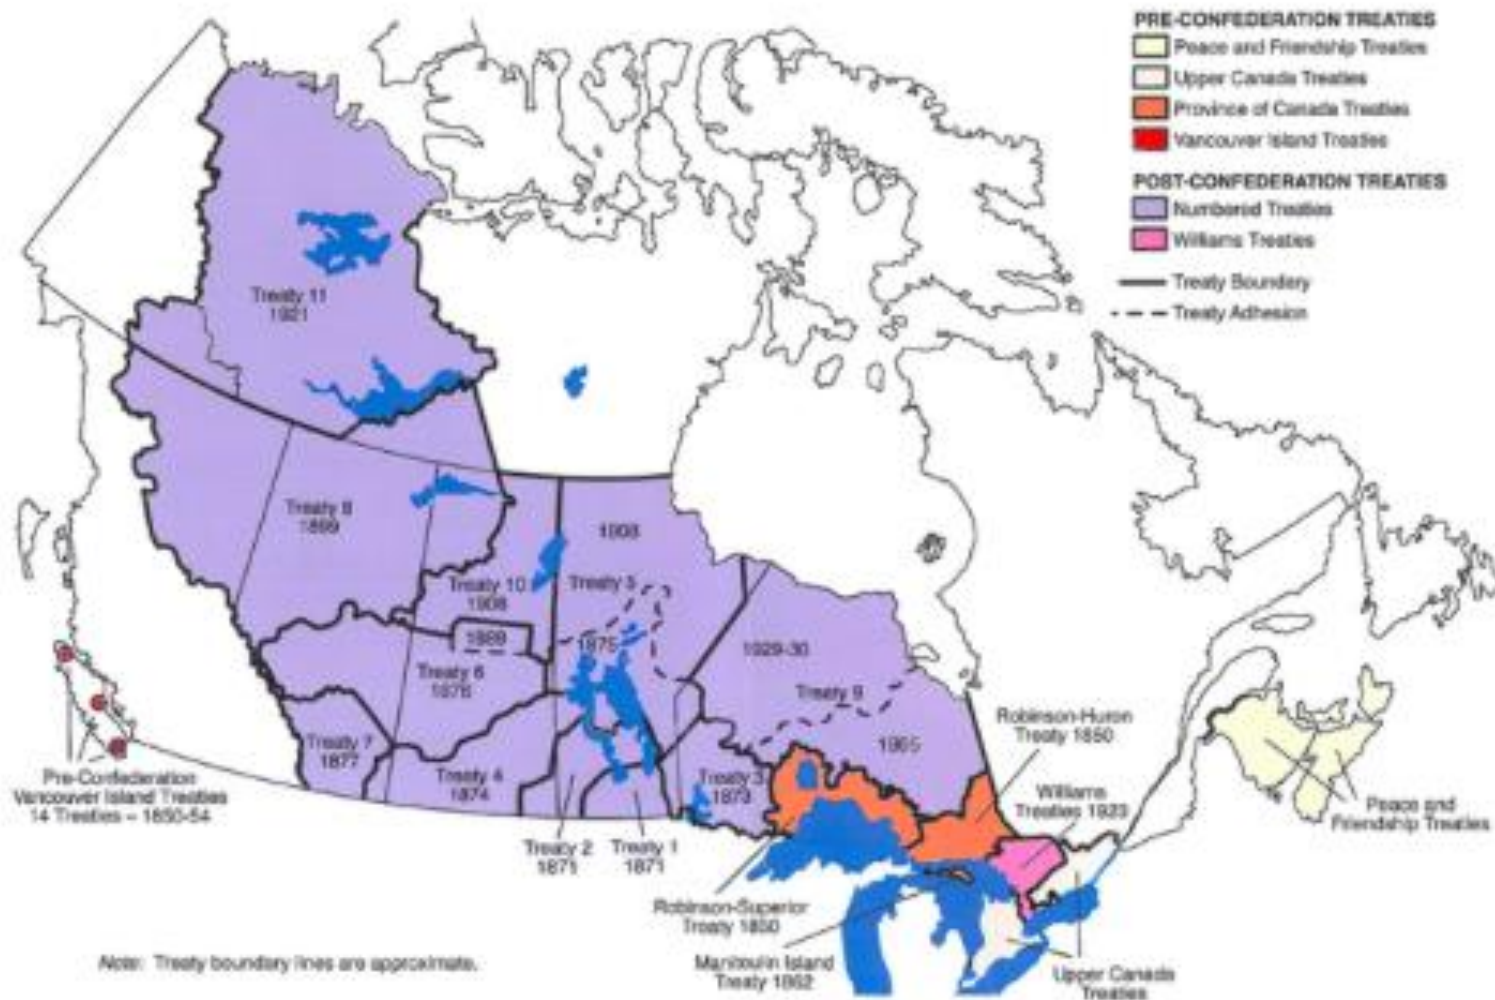 PRE-CONFEDERATION TREATIES
Peace and Friendship Treaties
Upper Canada Treaties
Province of Canada Treaties
Vancouver Island Treaties
POST-CONFEDERATION TREATIES
Numbered Treaties
Williams Treaties
Treaty Boundary
Treaty Adhesion
Treaty 11
1921
Treaty 8
1899
1908
Treaty 10
1906
Treaty 5
1889
1875
Treaty 6
1876
1929-30
Treaty 9
1905
Treaty 7
1877
Treaty 4
1874
Treaty 3
1873
Treaty 2
1871
Treaty 1
1871
Robinson-Huron
Treaty 1850
Williams
Treaties 1923
Pre-Confederation
Vancouver Island Treaties
14 Treaties – 1850-54
Peace and
Friendship Treaties
Robinson-Superior
Treaty 1850
Manitoulin Island
Treaty 1862
Upper Canada
Treaties
Note: Treaty boundary lines are approximate.